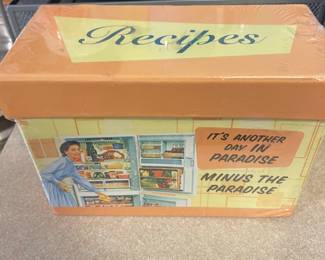 Recipes
IT'S ANOTHER
DAY IN
PARADISE
MINUS THE
PARADISE